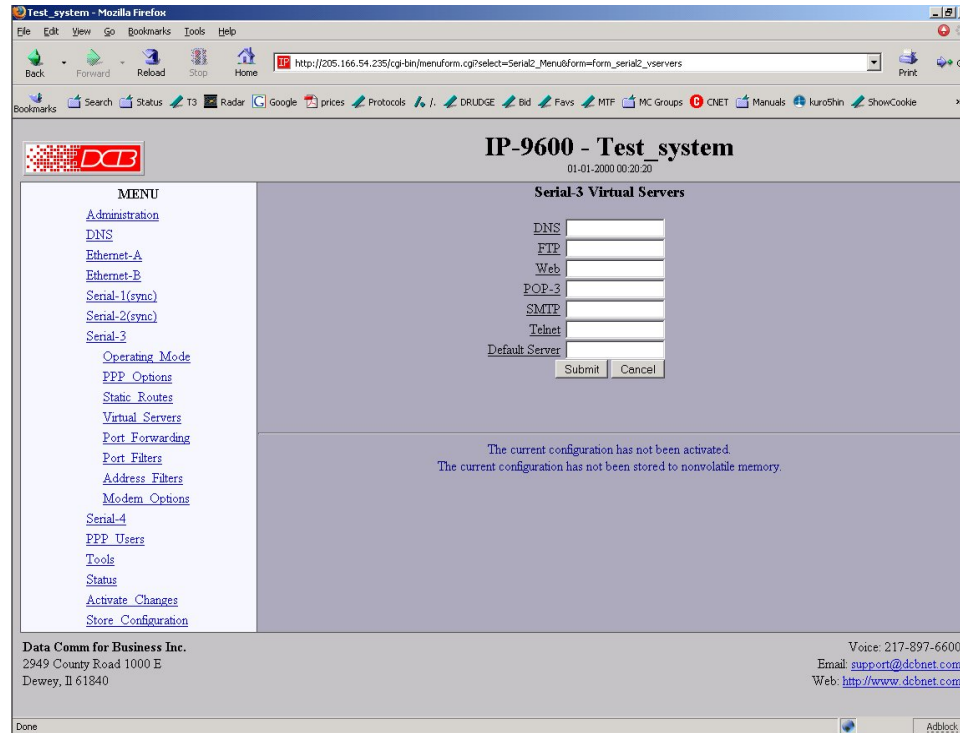 Test_system - Mozilla Firefox
File Edit View Go Bookmarks Tools Help
Back Forward Reload Stop Home http://205.166.54.235/cgi-bin/menuform.cgi?select=Serial2_Menu&form=form_serial2_vservers Print
Bookmarks Search Status T3 Radar Google prices Protocols /. DRUDGE Bid Favs MTF MC Groups CNET Manuals kuro5hin ShowCookie
DCB
IP-9600 - Test_system
01-01-2000 00:20:20
MENU
Administration
DNS
Ethernet-A
Ethernet-B
Serial-1(sync)
Serial-2(sync)
Serial-3
Operating Mode
PPP Options
Static Routes
Virtual Servers
Port Forwarding
Port Filters
Address Filters
Modem Options
Serial-4
PPP Users
Tools
Status
Activate Changes
Store Configuration
Serial-3 Virtual Servers
DNS
FTP
Web
POP-3
SMTP
Telnet
Default Server
Submit Cancel
The current configuration has not been activated.
The current configuration has not been stored to nonvolatile memory.
Data Comm for Business Inc.
2949 County Road 1000 E
Dewey, Il 61840
Voice: 217-897-6600
Email: support@dcbnet.com
Web: http://www.dcbnet.com
Done
Adblock